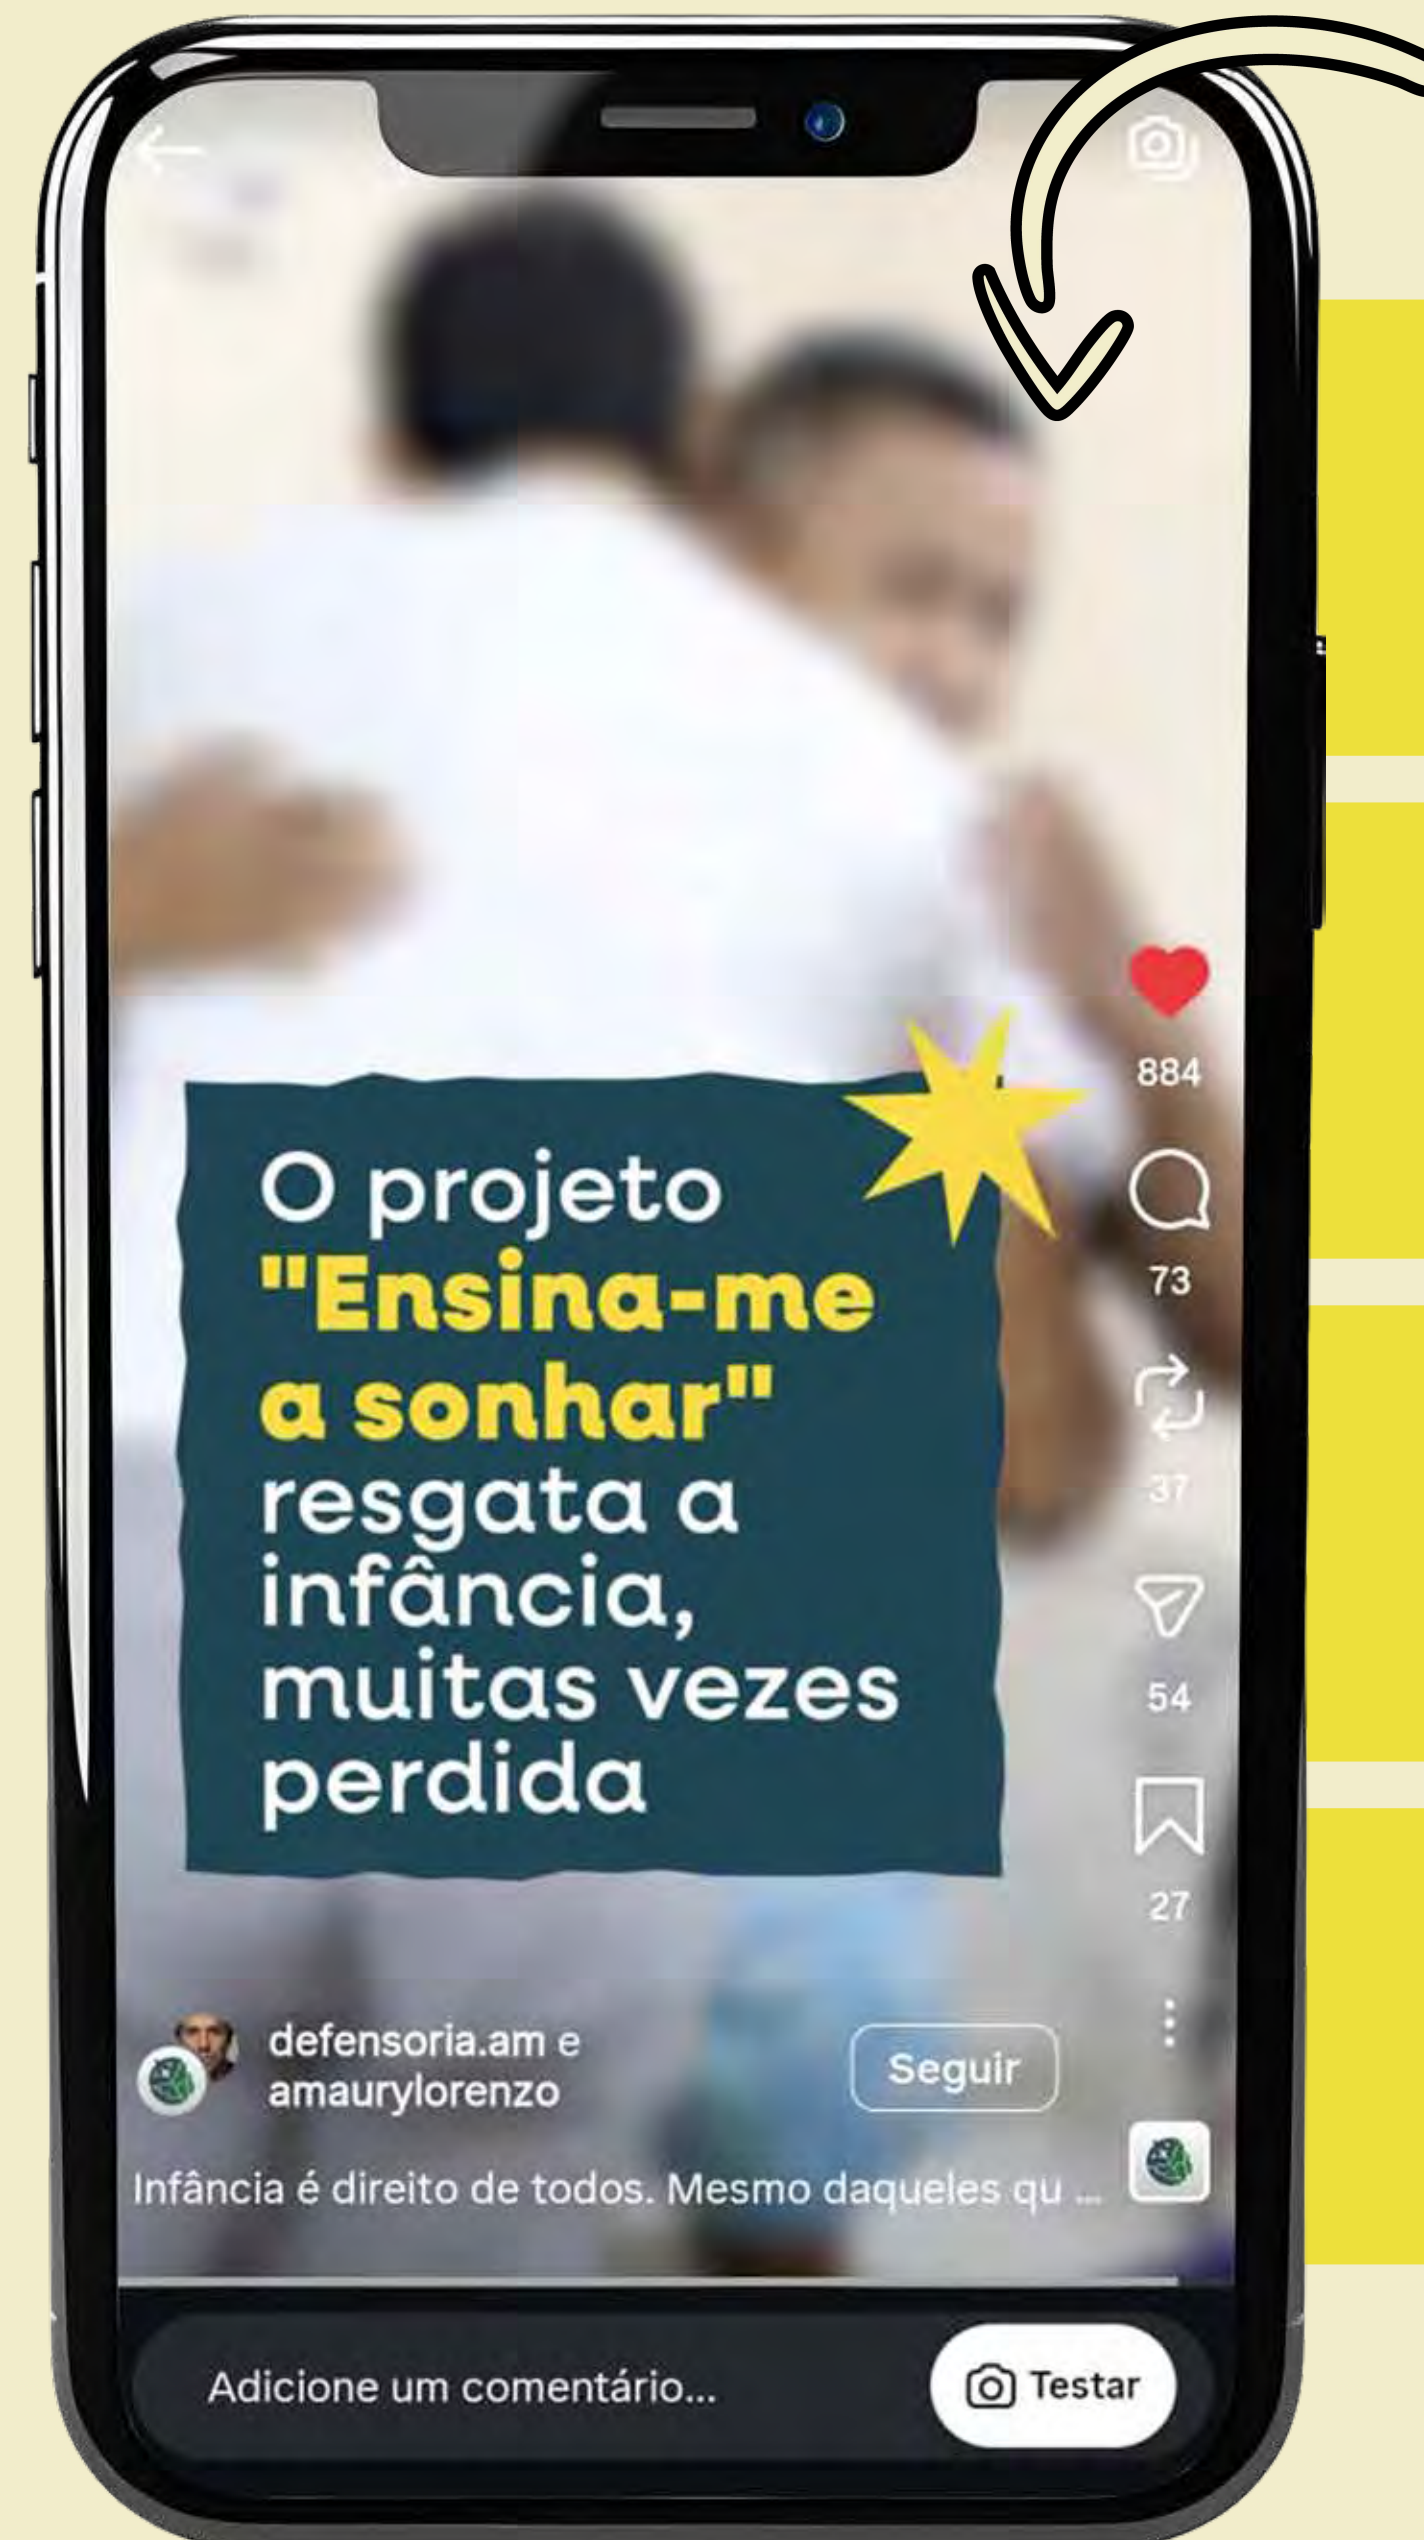 O projeto
"Ensina-me
a sonhar"
resgata a
infância,
muitas vezes
perdida
884
73
37
54
27
defensoria.am e
amaurylorenzo
Seguir
Infância é direito de todos. Mesmo daqueles qu ...
Adicione um comentário...
Testar